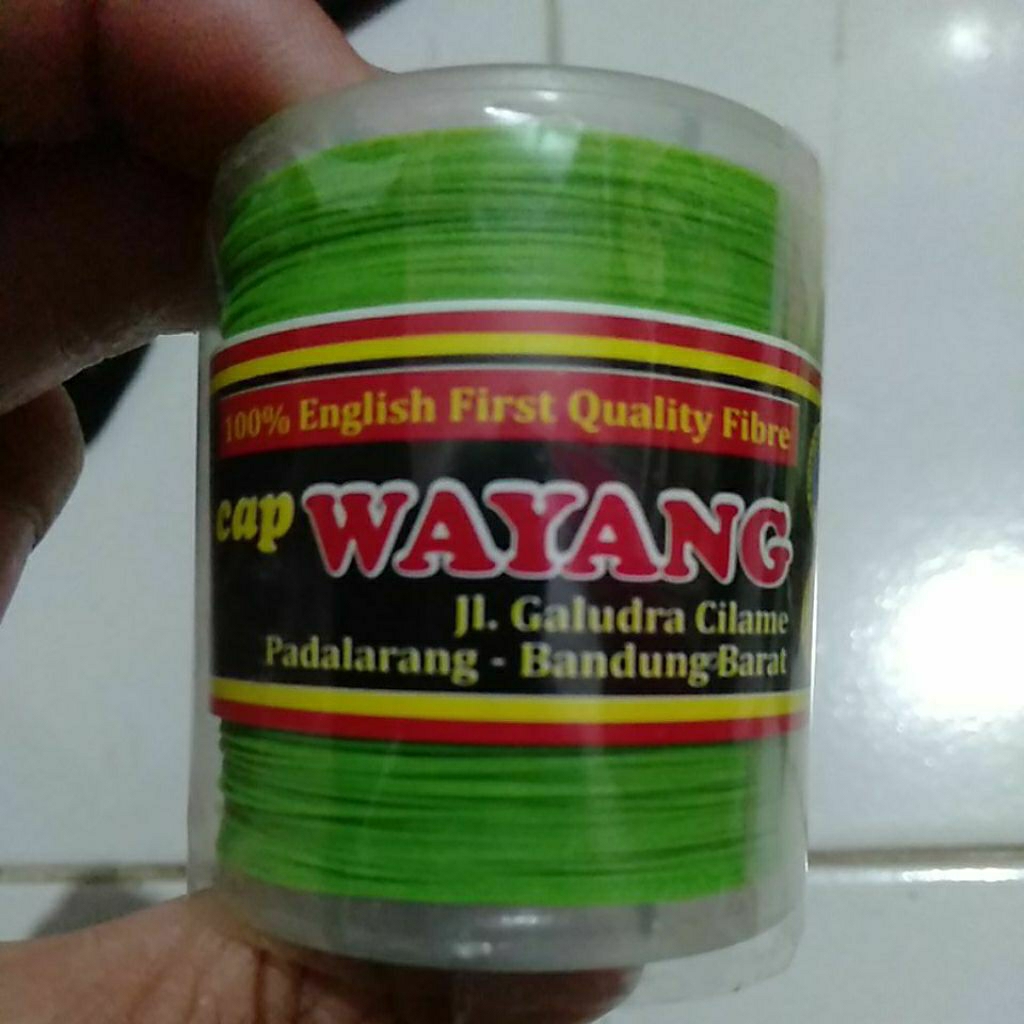 100% English First Quality Fibre
cap WAYANG
Jl. Galudra Cilame
Padalarang - Bandung Barat